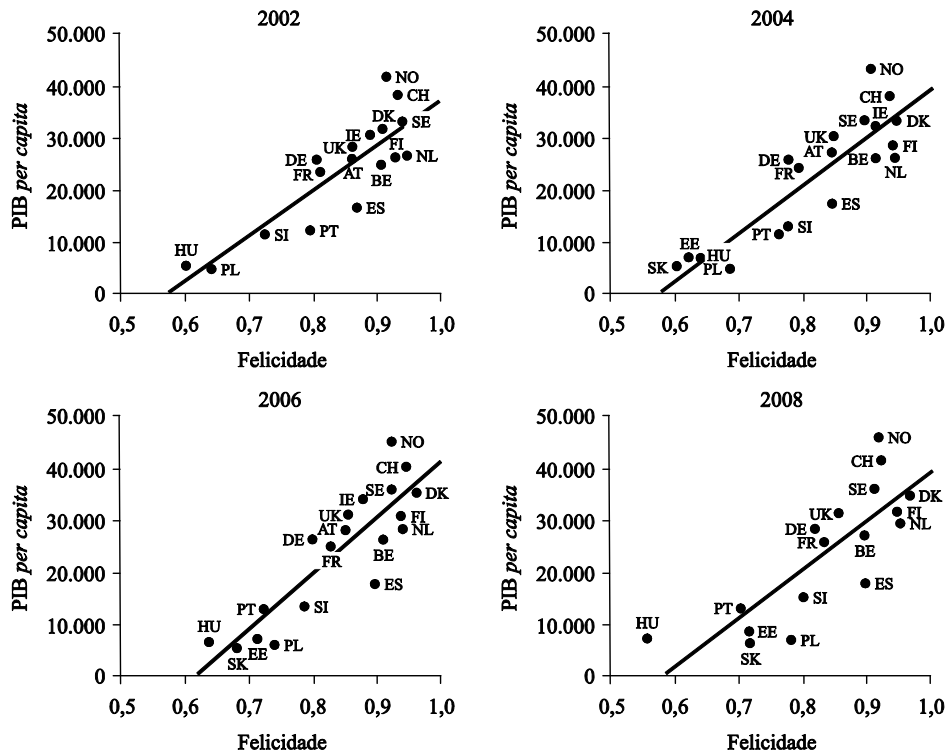 2002
50.000
40.000
30.000
20.000
10.000
0
PIB per capita
NO
CH
DK
SE
IE
UK
FI
NL
DE
AT
BE
FR
ES
SI
PT
HU
PL
0,5 0,6 0,7 0,8 0,9 1,0
Felicidade
2004
50.000
40.000
30.000
20.000
10.000
0
PIB per capita
NO
CH
IE
SE
DK
UK
FI
AT
DE
BE
NL
FR
ES
SI
PT
EE
HU
SK
PL
0,5 0,6 0,7 0,8 0,9 1,0
Felicidade
2006
50.000
40.000
30.000
20.000
10.000
0
PIB per capita
NO
CH
SE
DK
IE
UK
FI
AT
NL
DE
BE
FR
ES
PT
SI
HU
EE
PL
SK
0,5 0,6 0,7 0,8 0,9 1,0
Felicidade
2008
50.000
40.000
30.000
20.000
10.000
0
PIB per capita
NO
CH
SE
DK
UK
FI
NL
DE
FR
BE
ES
SI
PT
HU
EE
PL
SK
0,5 0,6 0,7 0,8 0,9 1,0
Felicidade